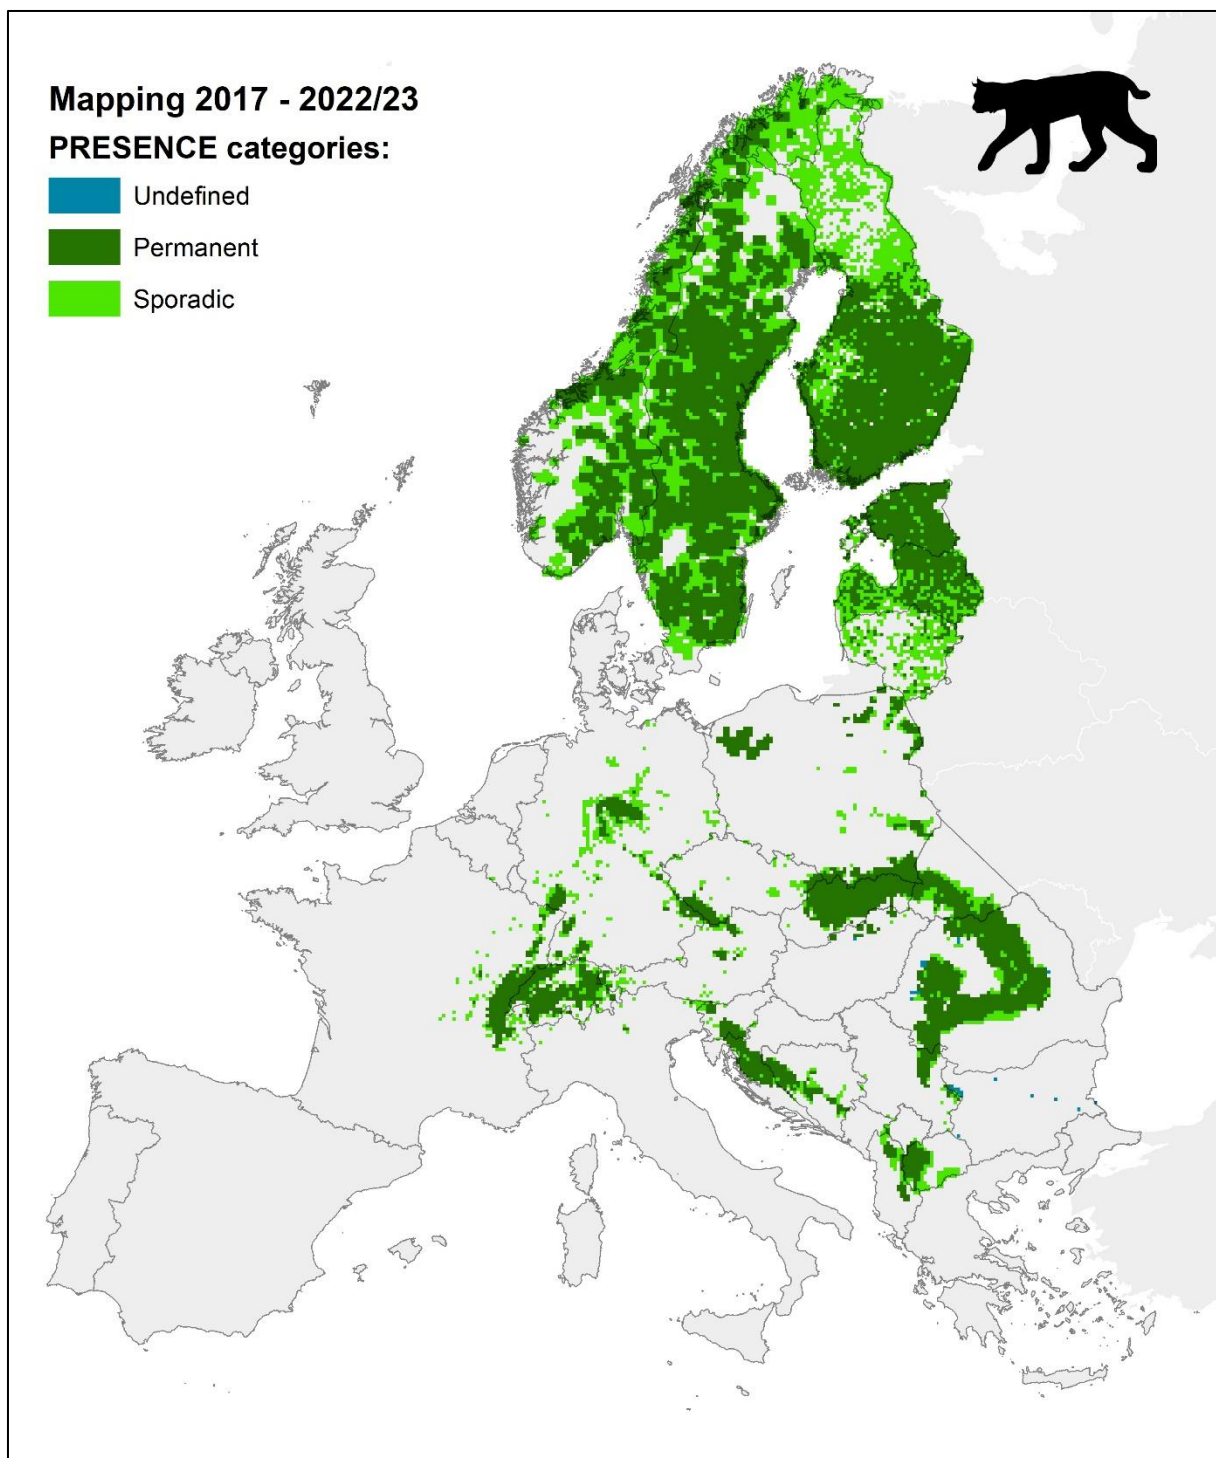 Mapping 2017 - 2022/23
PRESENCE categories:
Undefined
Permanent
Sporadic